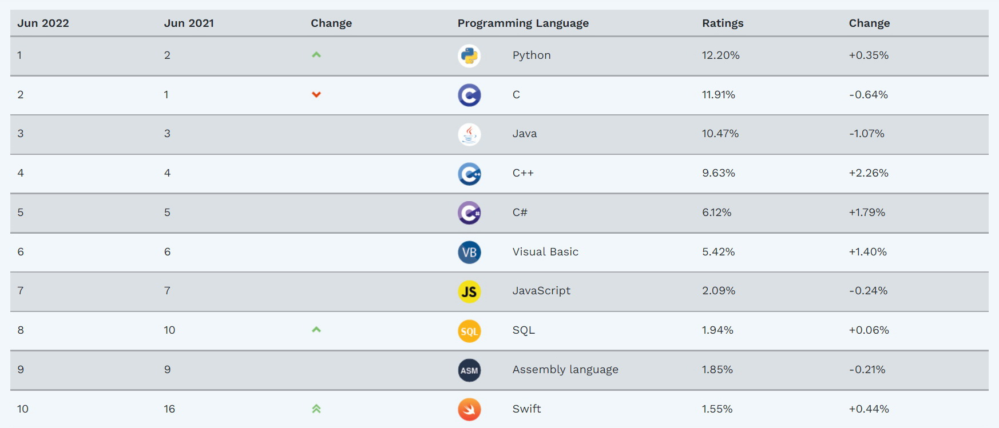 Jun 2022 Jun 2021 Change Programming Language Ratings Change
1 2 Python 12.20% +0.35%
2 1 C C 11.91% -0.64%
3 3 Java 10.47% -1.07%
4 4 C++ C++ 9.63% +2.26%
5 5 C# C# 6.12% +1.79%
6 6 VB Visual Basic 5.42% +1.40%
7 7 JS JavaScript 2.09% -0.24%
8 10 SQL SQL 1.94% +0.06%
9 9 ASM Assembly language 1.85% -0.21%
10 16 Swift 1.55% +0.44%